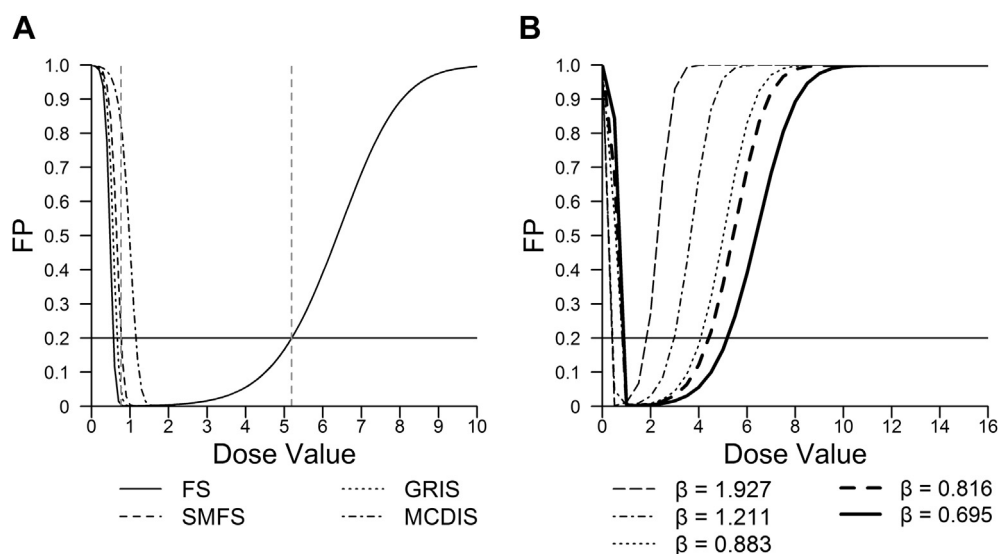 A
1.0
0.9
0.8
0.7
0.6
0.5
0.4
0.3
0.2
0.1
0
FP
0 1 2 3 4 5 6 7 8 9 10
Dose Value
FS
SMFS
GRIS
MCDIS
B
1.0
0.9
0.8
0.7
0.6
0.5
0.4
0.3
0.2
0.1
0
FP
0 2 4 6 8 10 12 14 16
Dose Value
β = 1.927
β = 1.211
β = 0.883
β = 0.816
β = 0.695